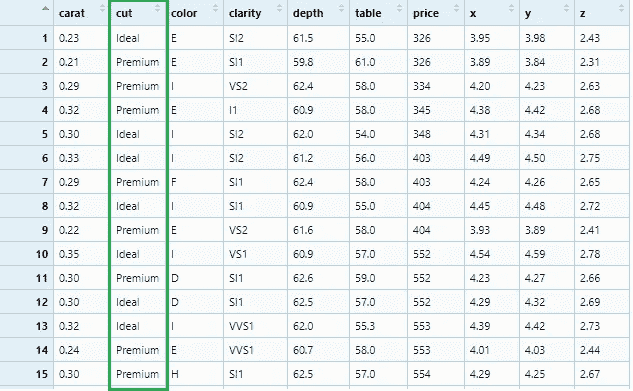 carat cut color clarity depth table price x y z
1 0.23 Ideal E SI2 61.5 55.0 326 3.95 3.98 2.43
2 0.21 Premium E SI1 59.8 61.0 326 3.89 3.84 2.31
3 0.29 Premium I VS2 62.4 58.0 334 4.20 4.23 2.63
4 0.32 Premium E I1 60.9 58.0 345 4.38 4.42 2.68
5 0.30 Ideal I SI2 62.0 54.0 348 4.31 4.34 2.68
6 0.33 Ideal I SI2 61.2 56.0 403 4.49 4.50 2.75
7 0.29 Premium F SI1 62.4 58.0 403 4.24 4.26 2.65
8 0.32 Ideal I SI1 60.9 55.0 404 4.45 4.48 2.72
9 0.22 Premium E VS2 61.6 58.0 404 3.93 3.89 2.41
10 0.35 Ideal I VS1 60.9 57.0 552 4.54 4.59 2.78
11 0.30 Premium D SI1 62.6 59.0 552 4.23 4.27 2.66
12 0.30 Ideal D SI1 62.5 57.0 552 4.29 4.32 2.69
13 0.32 Ideal I VVS1 62.0 55.3 553 4.39 4.42 2.73
14 0.24 Premium E VVS1 60.7 58.0 553 4.01 4.03 2.44
15 0.30 Premium H SI1 62.5 57.0 554 4.29 4.25 2.67